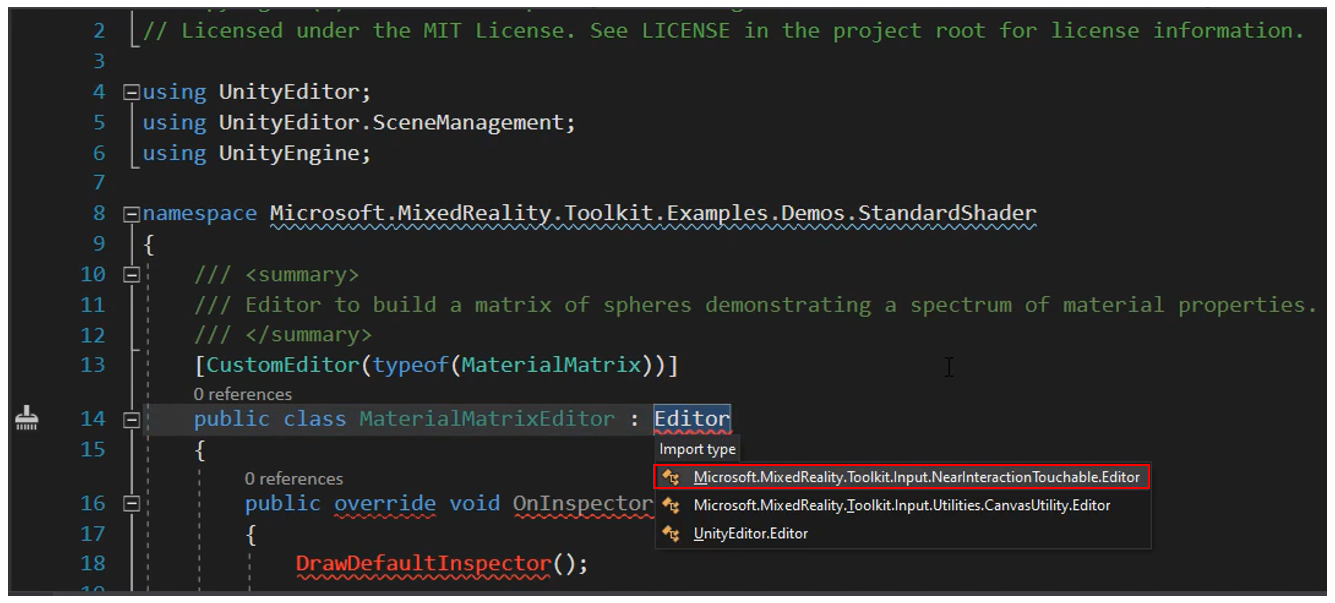 2 // Licensed under the MIT License. See LICENSE in the project root for license information.
3
4 using UnityEditor;
5 using UnityEditor.SceneManagement;
6 using UnityEngine;
7
8 namespace Microsoft.MixedReality.Toolkit.Examples.Demos.StandardShader
9 {
10 /// <summary>
11 /// Editor to build a matrix of spheres demonstrating a spectrum of material properties.
12 /// </summary>
13 [CustomEditor(typeof(MaterialMatrix))]
0 references
14 public class MaterialMatrixEditor : Editor
15 {
Import type
Microsoft.MixedReality.Toolkit.Input.NearInteractionTouchable.Editor
Microsoft.MixedReality.Toolkit.Input.Utilities.CanvasUtility.Editor
UnityEditor.Editor
0 references
16 public override void OnInspector
17 {
18 DrawDefaultInspector();